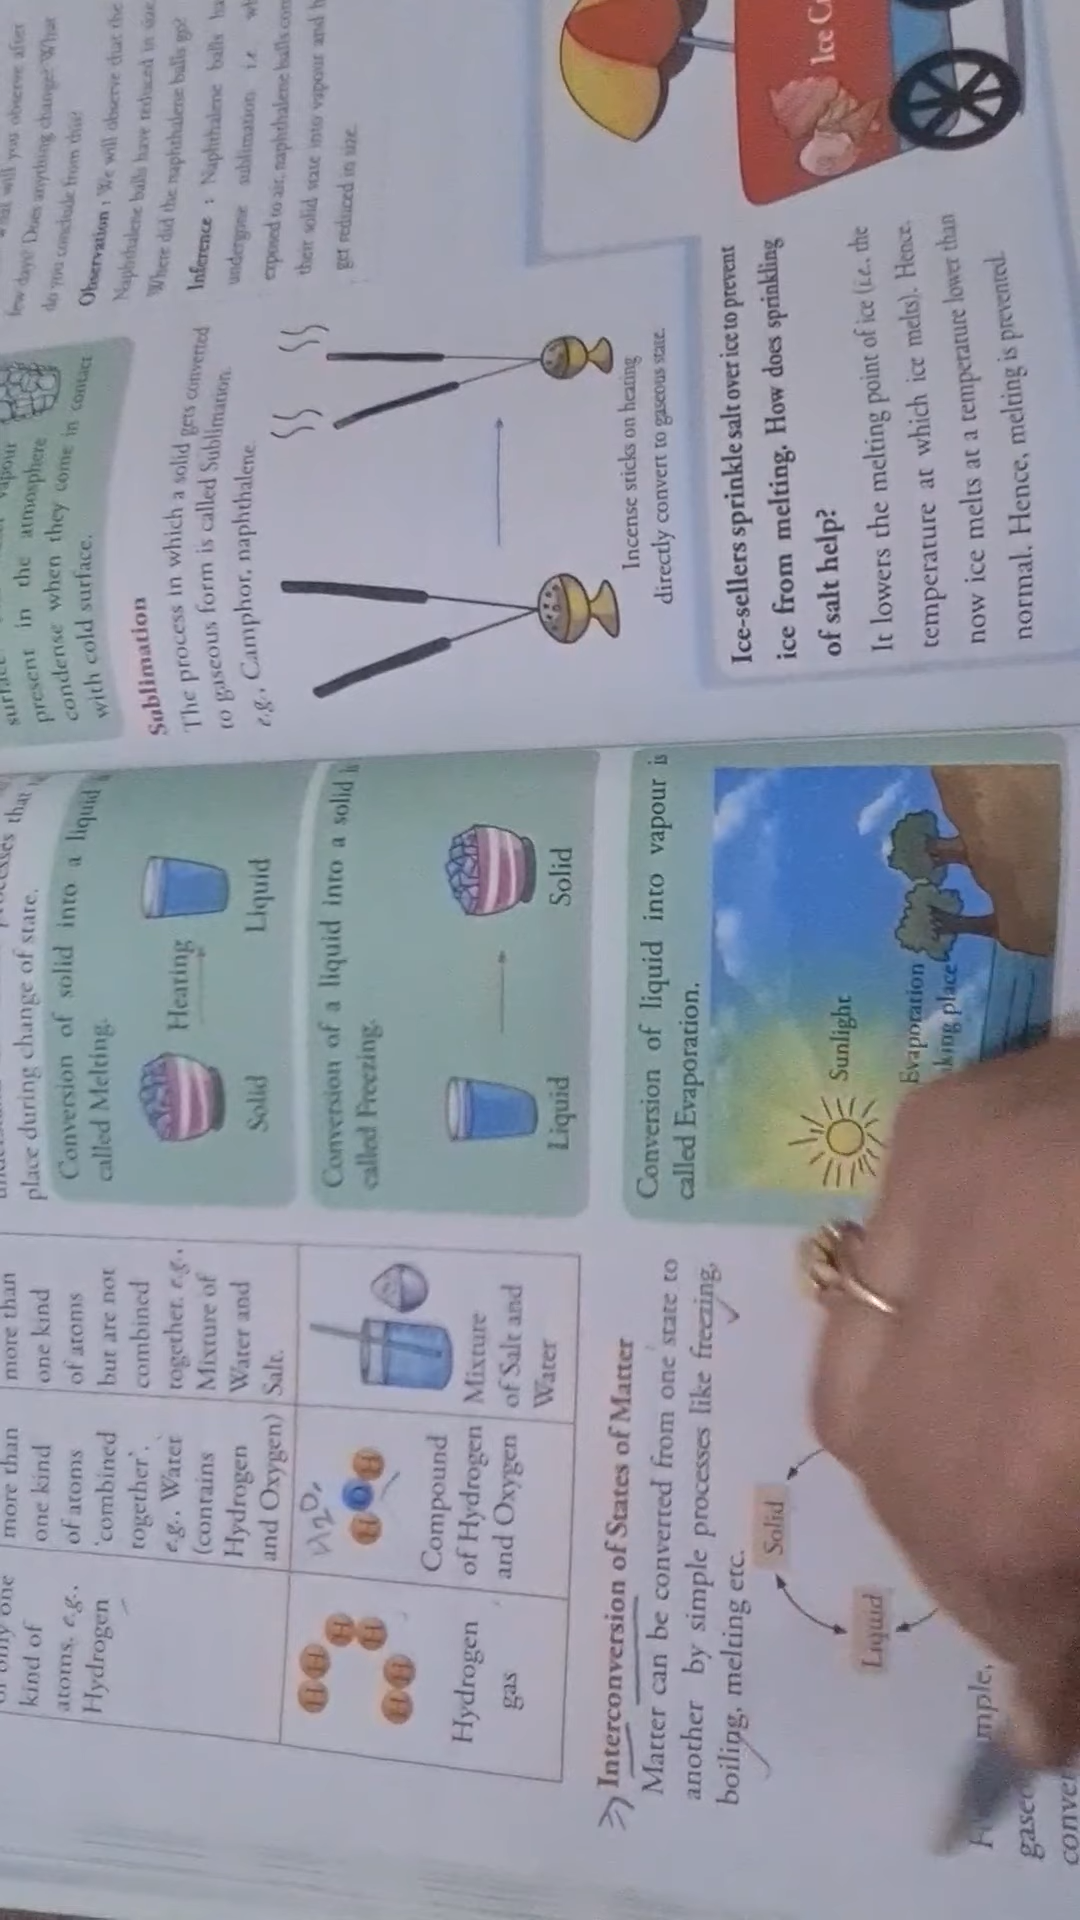 more than
one kind
of atoms
but are not
combined
together. e.g.,
Mixture of
Water and
Salt.
more than
one kind
of atoms
'combined
together'.
e.g., Water
(contains
Hydrogen
and Oxygen)
only one
kind of
atoms, e.g.,
Hydrogen
H2O,
H H
H H
H H
H O H
Hydrogen
gas
Compound
of Hydrogen
and Oxygen
Mixture
of Salt and
Water
Interconversion of States of Matter
Matter can be converted from one state to
another by simple processes like freezing,
boiling, melting etc.
Solid
Liquid
mple,
place during change of state.
Conversion of solid into a liquid
called Melting.
Heating
Solid
Liquid
Conversion of a liquid into a solid is
called Freezing.
Liquid
Solid
Conversion of liquid into vapour is
called Evaporation.
Sunlight
Evaporation
king place
vapour
present in the atmosphere
condense when they come in contact
with cold surface.
Sublimation
The process in which a solid gets converted
to gaseous form is called Sublimation.
e.g., Camphor, naphthalene.
Incense sticks on heating
directly convert to gaseous state.
Ice-sellers sprinkle salt over ice to prevent
ice from melting. How does sprinkling
of salt help?
It lowers the melting point of ice (i.e., the
temperature at which ice melts). Hence,
now ice melts at a temperature lower than
normal. Hence, melting is prevented.
will you observe after
few days? Does anything change? What
do you conclude from this?
Observation : We will observe that the
Naphthalene balls have reduced in size.
Where did the naphthalene balls go?
Inference : Naphthalene balls
undergone sublimation i.e.
exposed to air, naphthalene balls
their solid state into vapour and
get reduced in size.
Ice